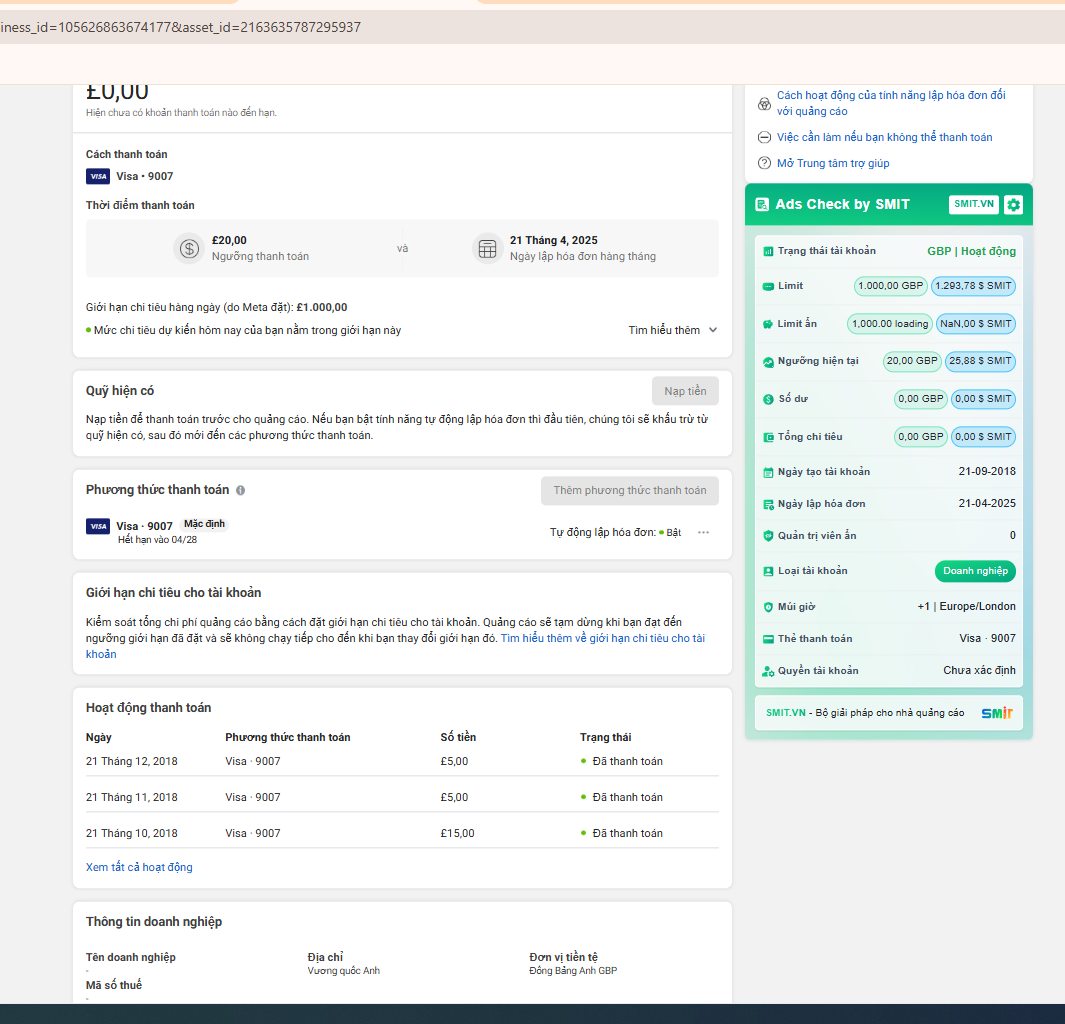 iness_id=105626863674177&asset_id=2163635787295937
£0,00
Hiện chưa có khoản thanh toán nào đến hạn.
Cách thanh toán
VISA Visa • 9007
Thời điểm thanh toán
£20,00
Ngưỡng thanh toán
và
21 Tháng 4, 2025
Ngày lập hóa đơn hàng tháng
Giới hạn chi tiêu hàng ngày (do Meta đặt): £1.000,00
Mức chi tiêu dự kiến hôm nay của bạn nằm trong giới hạn này
Tìm hiểu thêm
Quỹ hiện có
Nạp tiền
Nạp tiền để thanh toán trước cho quảng cáo. Nếu bạn bật tính năng tự động lập hóa đơn thì đầu tiên, chúng tôi sẽ khấu trừ từ
quỹ hiện có, sau đó mới đến các phương thức thanh toán.
Phương thức thanh toán
Thêm phương thức thanh toán
VISA Visa • 9007 Mặc định
Hết hạn vào 04/28
Tự động lập hóa đơn: Bật
Giới hạn chi tiêu cho tài khoản
Kiểm soát tổng chi phí quảng cáo bằng cách đặt giới hạn chi tiêu cho tài khoản. Quảng cáo sẽ tạm dừng khi bạn đạt đến
ngưỡng giới hạn đã đặt và sẽ không chạy tiếp cho đến khi bạn thay đổi giới hạn đó. Tìm hiểu thêm về giới hạn chi tiêu cho tài
khoản
Hoạt động thanh toán
Ngày Phương thức thanh toán Số tiền Trạng thái
21 Tháng 12, 2018 Visa · 9007 £5,00 Đã thanh toán
21 Tháng 11, 2018 Visa · 9007 £5,00 Đã thanh toán
21 Tháng 10, 2018 Visa · 9007 £15,00 Đã thanh toán
Xem tất cả hoạt động
Thông tin doanh nghiệp
Tên doanh nghiệp
-
Mã số thuế
-
Địa chỉ
Vương quốc Anh
Đơn vị tiền tệ
Đồng Bảng Anh GBP
Cách hoạt động của tính năng lập hóa đơn đối
với quảng cáo
Việc cần làm nếu bạn không thể thanh toán
Mở Trung tâm trợ giúp
Ads Check by SMIT SMIT.VN
Trạng thái tài khoản GBP | Hoạt động
Limit 1.000,00 GBP 1.293,78 $ SMIT
Limit ẩn 1,000.00 loading NaN,00 $ SMIT
Ngưỡng hiện tại 20,00 GBP 25,88 $ SMIT
Số dư 0,00 GBP 0,00 $ SMIT
Tổng chi tiêu 0,00 GBP 0,00 $ SMIT
Ngày tạo tài khoản 21-09-2018
Ngày lập hóa đơn 21-04-2025
Quản trị viên ẩn 0
Loại tài khoản Doanh nghiệp
Múi giờ +1 | Europe/London
Thẻ thanh toán Visa · 9007
Quyền tài khoản Chưa xác định
SMIT.VN - Bộ giải pháp cho nhà quảng cáo SMIT